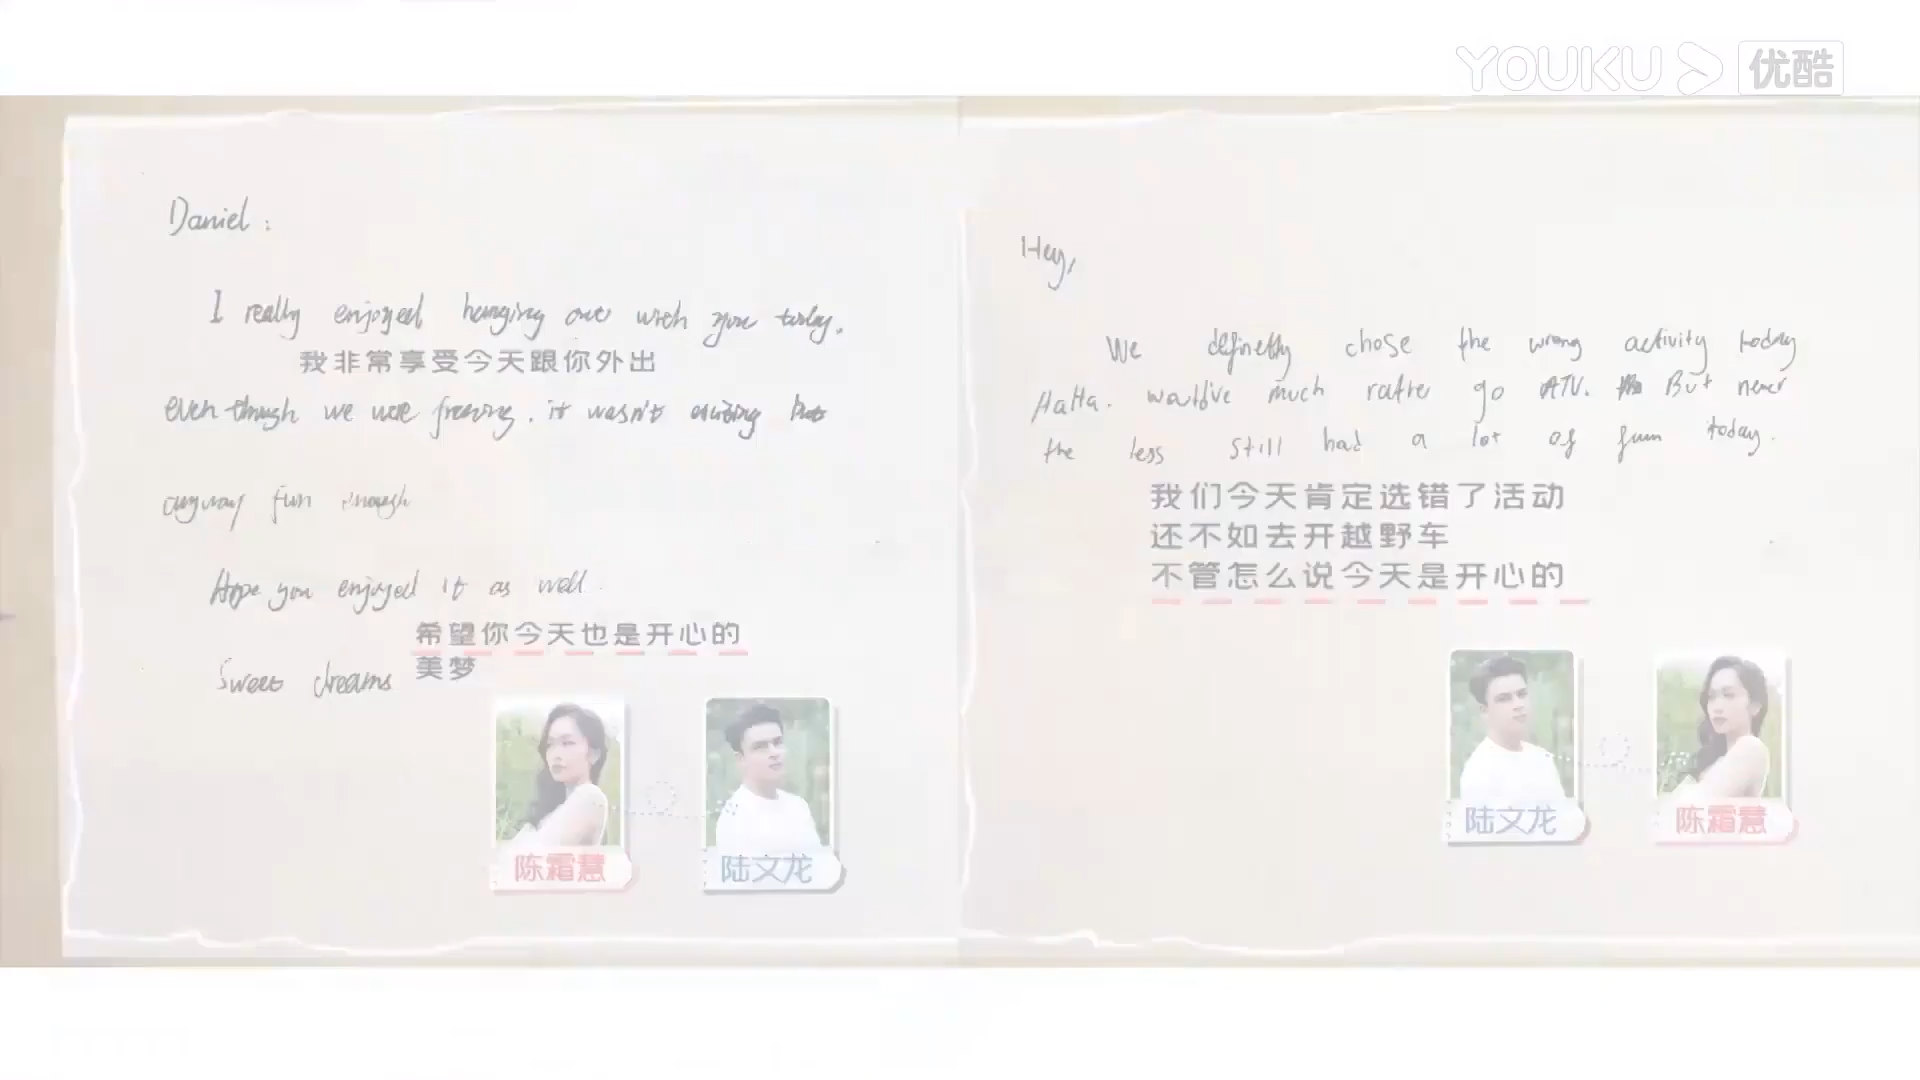 YOUKU 优酷
Daniel:
I really enjoyed hanging out with you today.
我非常享受今天跟你外出
even though we were freezing. it wasn't exciting but
anyway fun enough
Hope you enjoyed it as well.
希望你今天也是开心的
Sweet dreams
美梦
陈霜慧
陆文龙
Hey,
We definetly chose the wrong activity today
HaHa. would've much rather go ATV. But never
the less still had a lot of fun today.
我们今天肯定选错了活动
还不如去开越野车
不管怎么说今天是开心的
陆文龙
陈霜慧